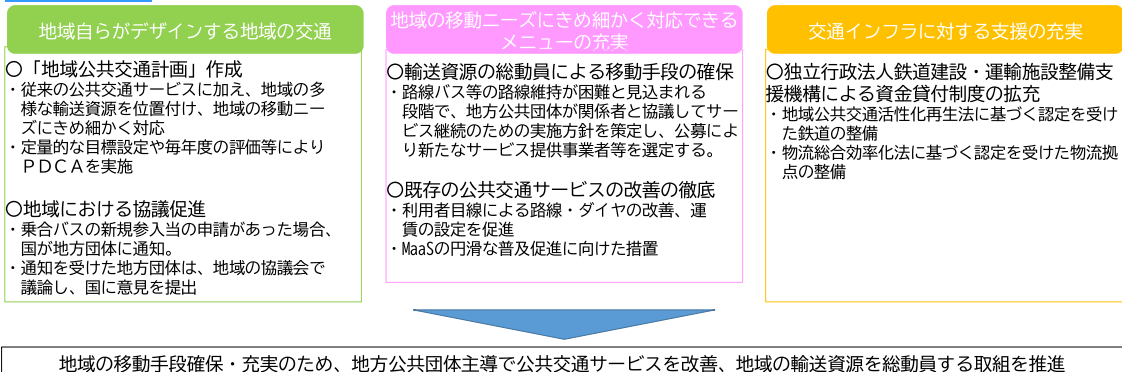 地域自らがデザインする地域の交通
〇「地域公共交通計画」作成
・従来の公共交通サービスに加え、地域の多
様な輸送資源を位置付け、地域の移動ニー
ズにきめ細かく対応
・定量的な目標設定や毎年度の評価等により
ＰＤＣＡを実施
〇地域における協議促進
・乗合バスの新規参入当の申請があった場合、
国が地方団体に通知。
・通知を受けた地方団体は、地域の協議会で
議論し、国に意見を提出
地域の移動ニーズにきめ細かく対応できる
メニューの充実
〇輸送資源の総動員による移動手段の確保
・路線バス等の路線維持が困難と見込まれる
段階で、地方公共団体が関係者と協議してサー
ビス継続のための実施方針を策定し、公募によ
り新たなサービス提供事業者等を選定する。
〇既存の公共交通サービスの改善の徹底
・利用者目線による路線・ダイヤの改善、運
賃の設定を促進
・MaaSの円滑な普及促進に向けた措置
交通インフラに対する支援の充実
〇独立行政法人鉄道建設・運輸施設整備支
援機構による資金貸付制度の拡充
・地域公共交通活性化再生法に基づく認定を受け
た鉄道の整備
・物流総合効率化法に基づく認定を受けた物流拠
点の整備
地域の移動手段確保・充実のため、地方公共団体主導で公共交通サービスを改善、地域の輸送資源を総動員する取組を推進